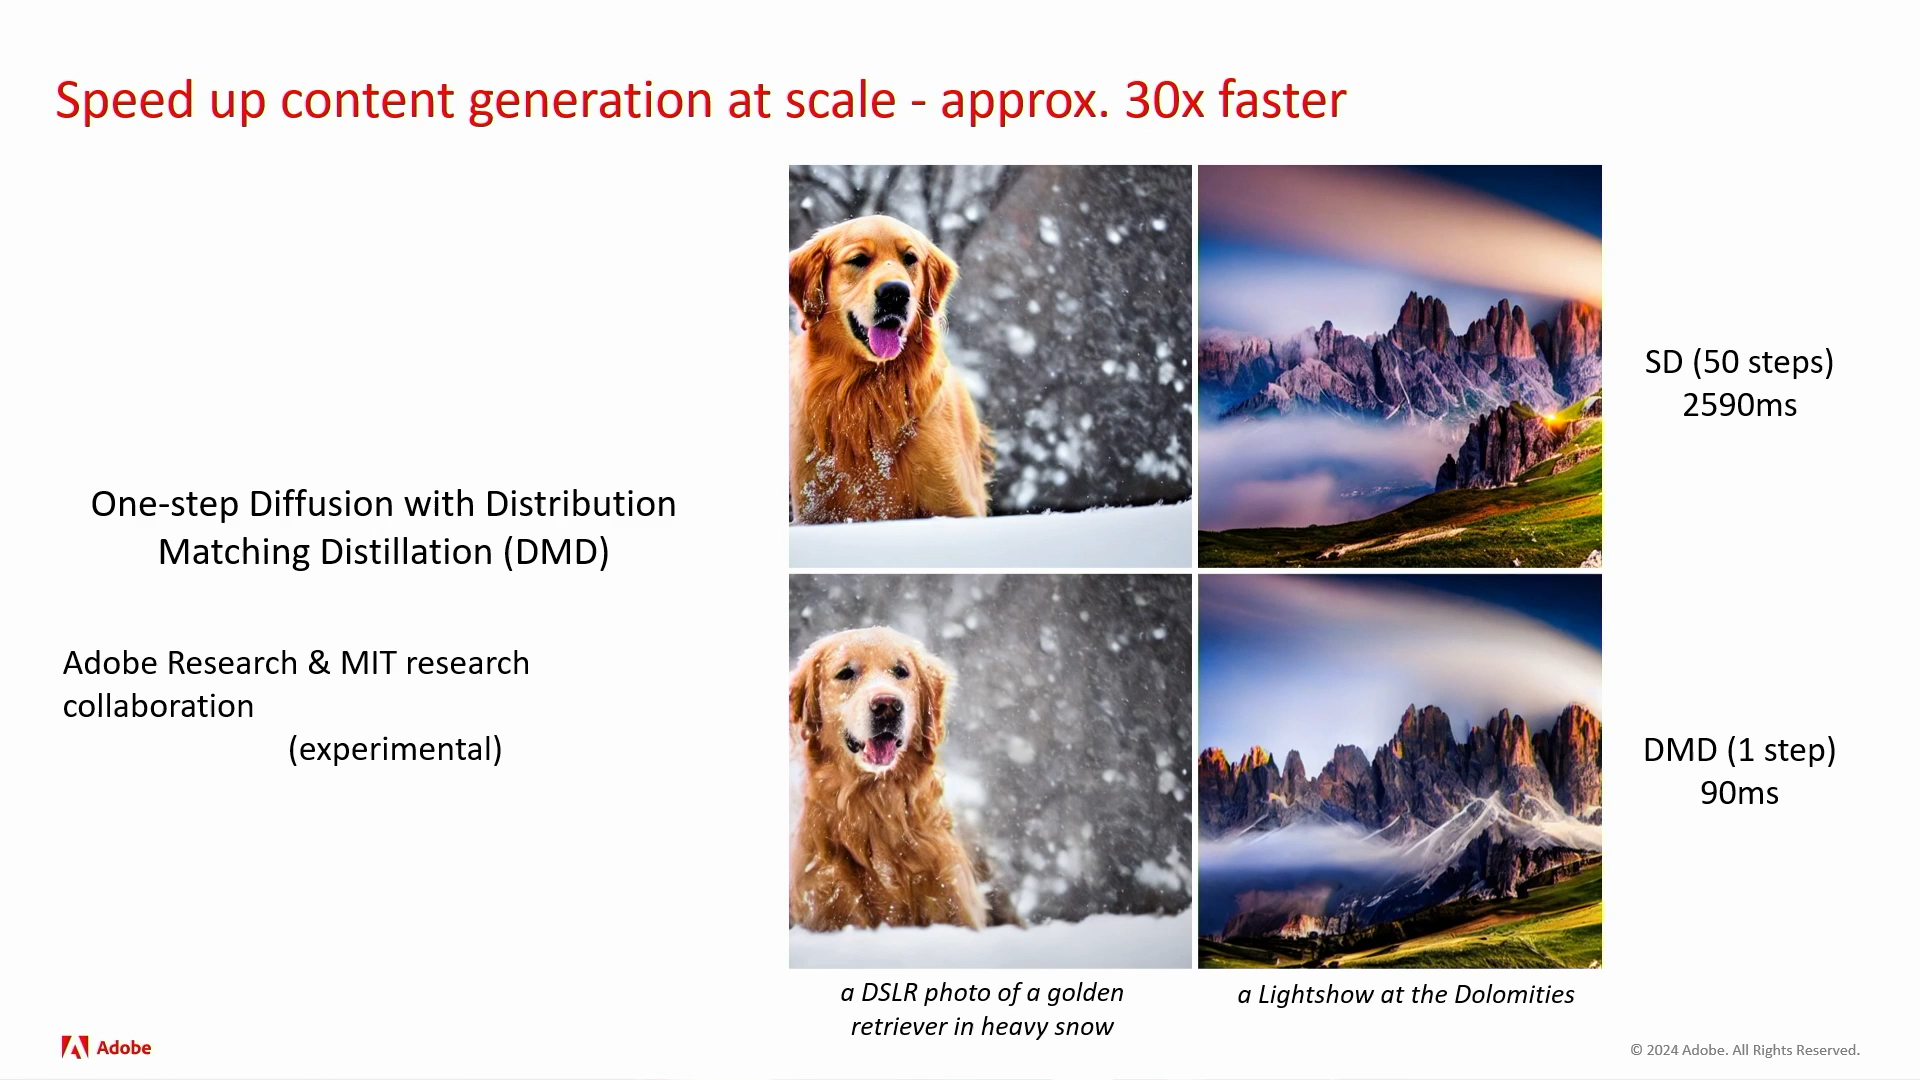 Speed up content generation at scale - approx. 30x faster
One-step Diffusion with Distribution
Matching Distillation (DMD)
Adobe Research & MIT research
collaboration
(experimental)
SD (50 steps)
2590ms
DMD (1 step)
90ms
a DSLR photo of a golden
retriever in heavy snow
a Lightshow at the Dolomities
Adobe
© 2024 Adobe. All Rights Reserved.